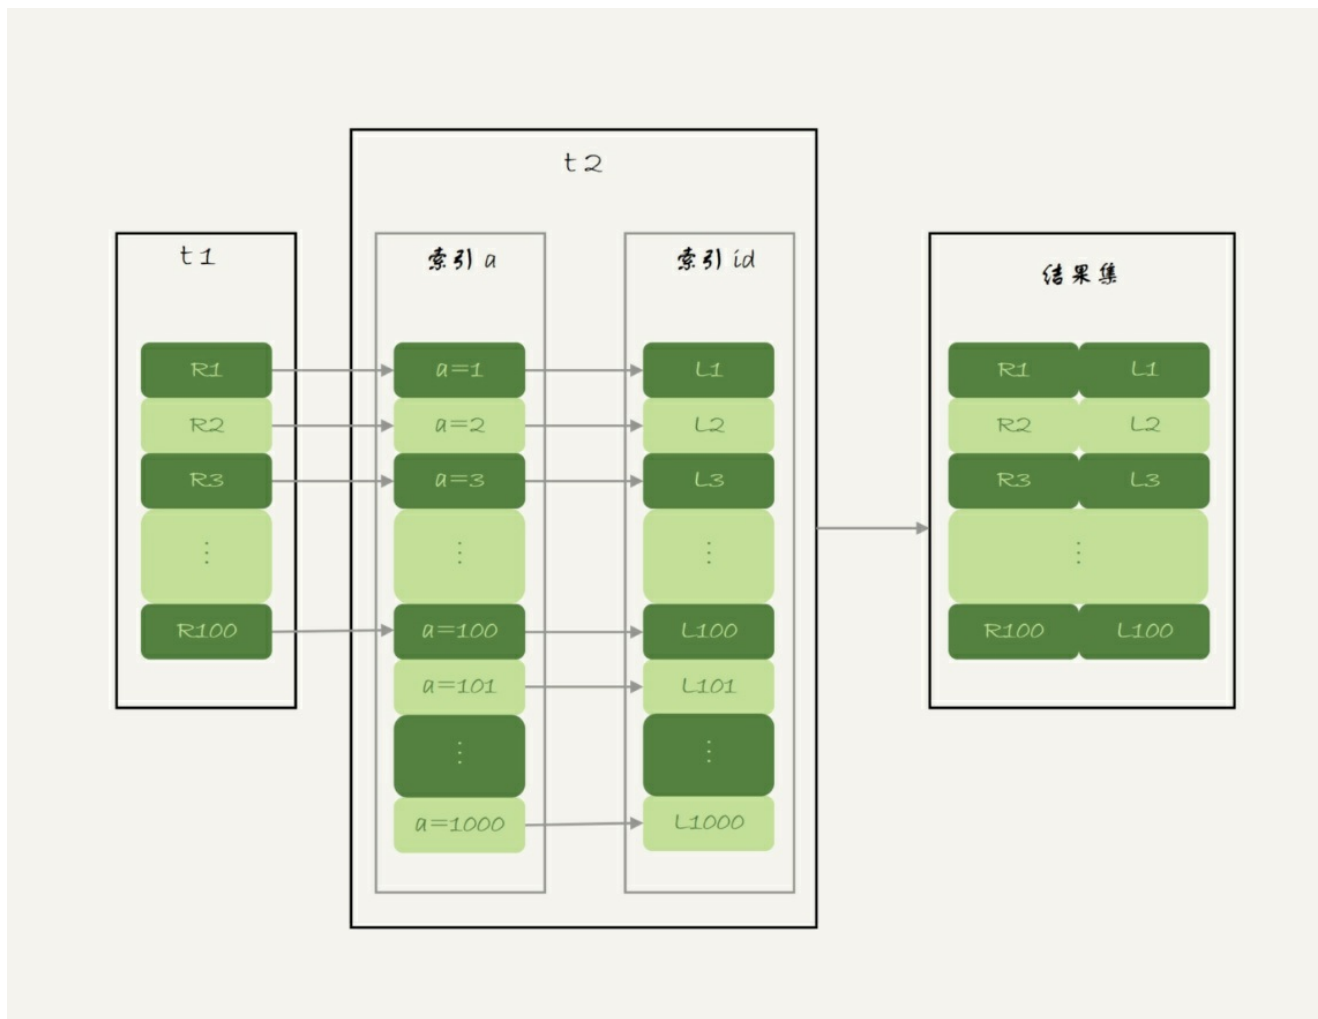 t2
t1
索引 a
索引 id
结果集
R1
a=1
L1
R1
L1
R2
a=2
L2
R2
L2
R3
a=3
L3
R3
L3
⋮
⋮
⋮
⋮
R100
a=100
L100
R100
L100
a=101
L101
⋮
⋮
a=1000
L1000